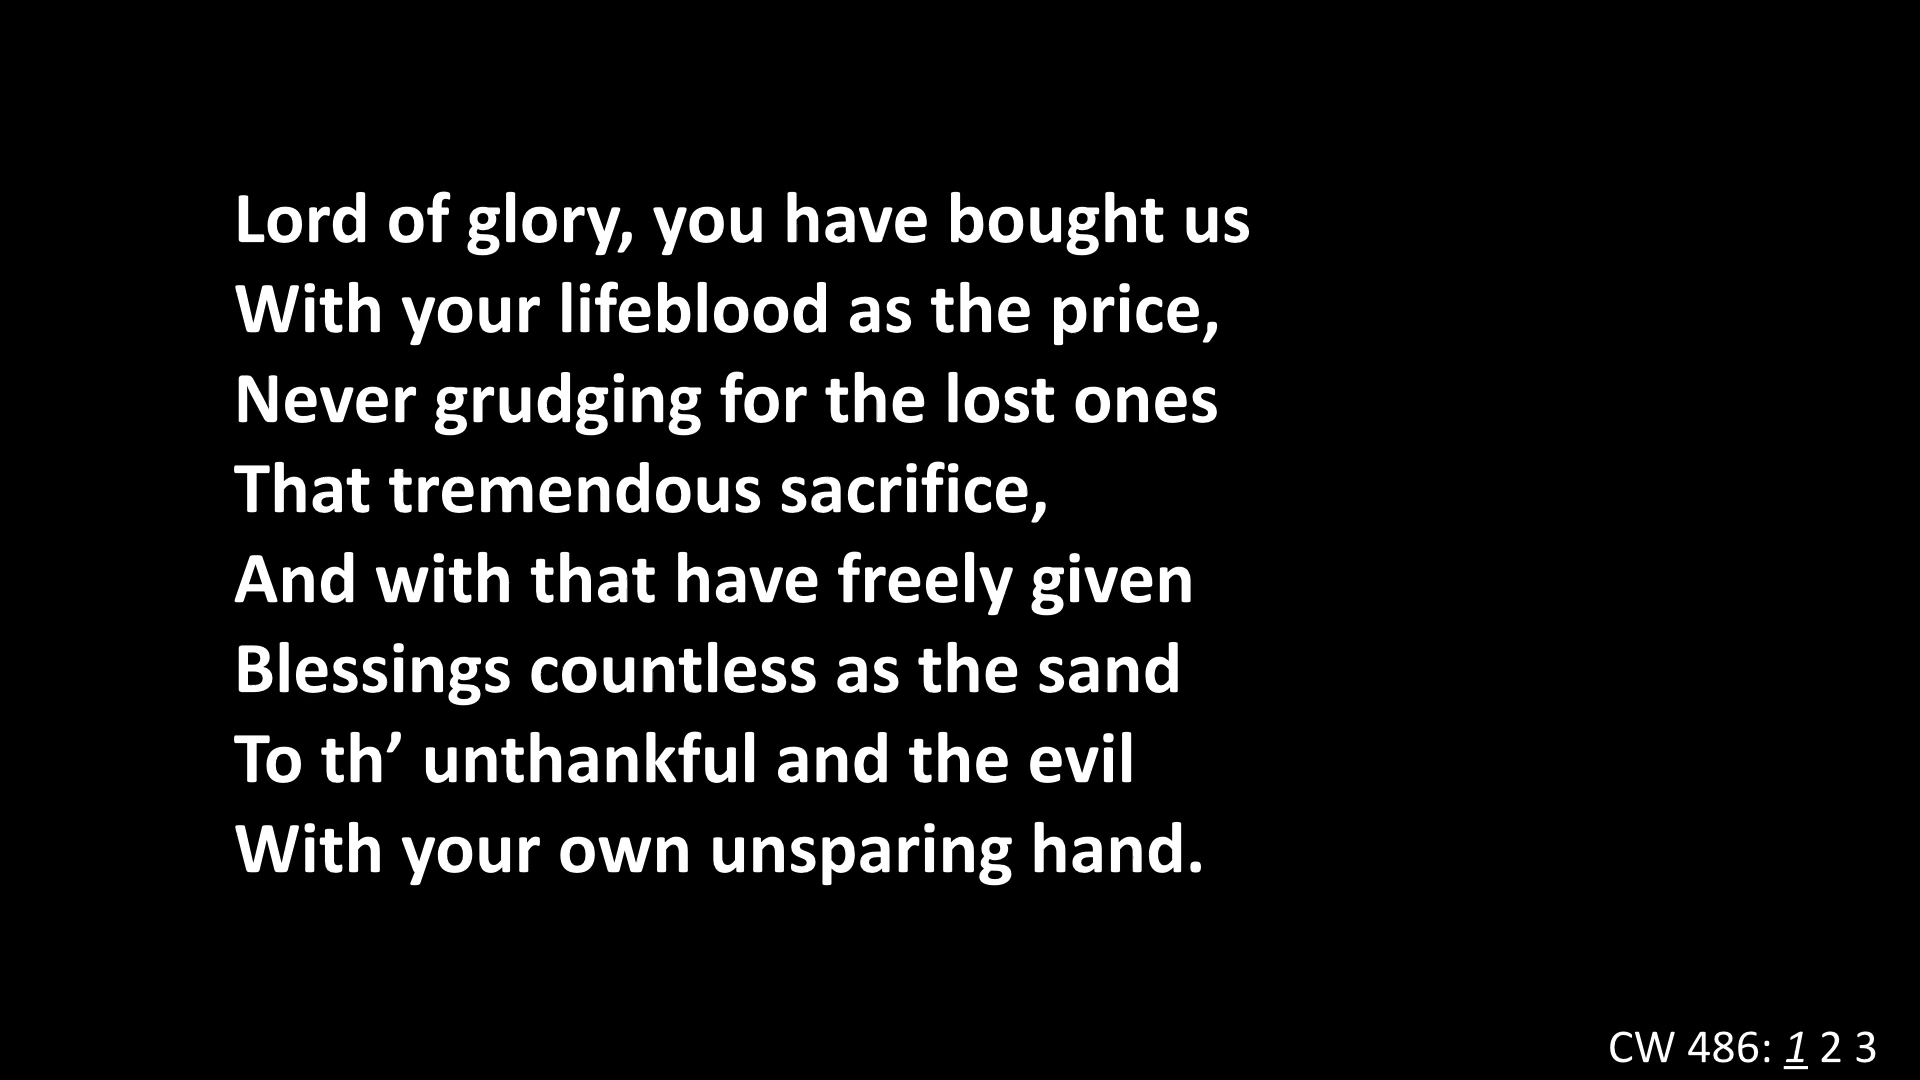 Lord of glory, you have bought us
With your lifeblood as the price,
Never grudging for the lost ones
That tremendous sacrifice,
And with that have freely given
Blessings countless as the sand
To th’ unthankful and the evil
With your own unsparing hand.
CW 486: 1 2 3